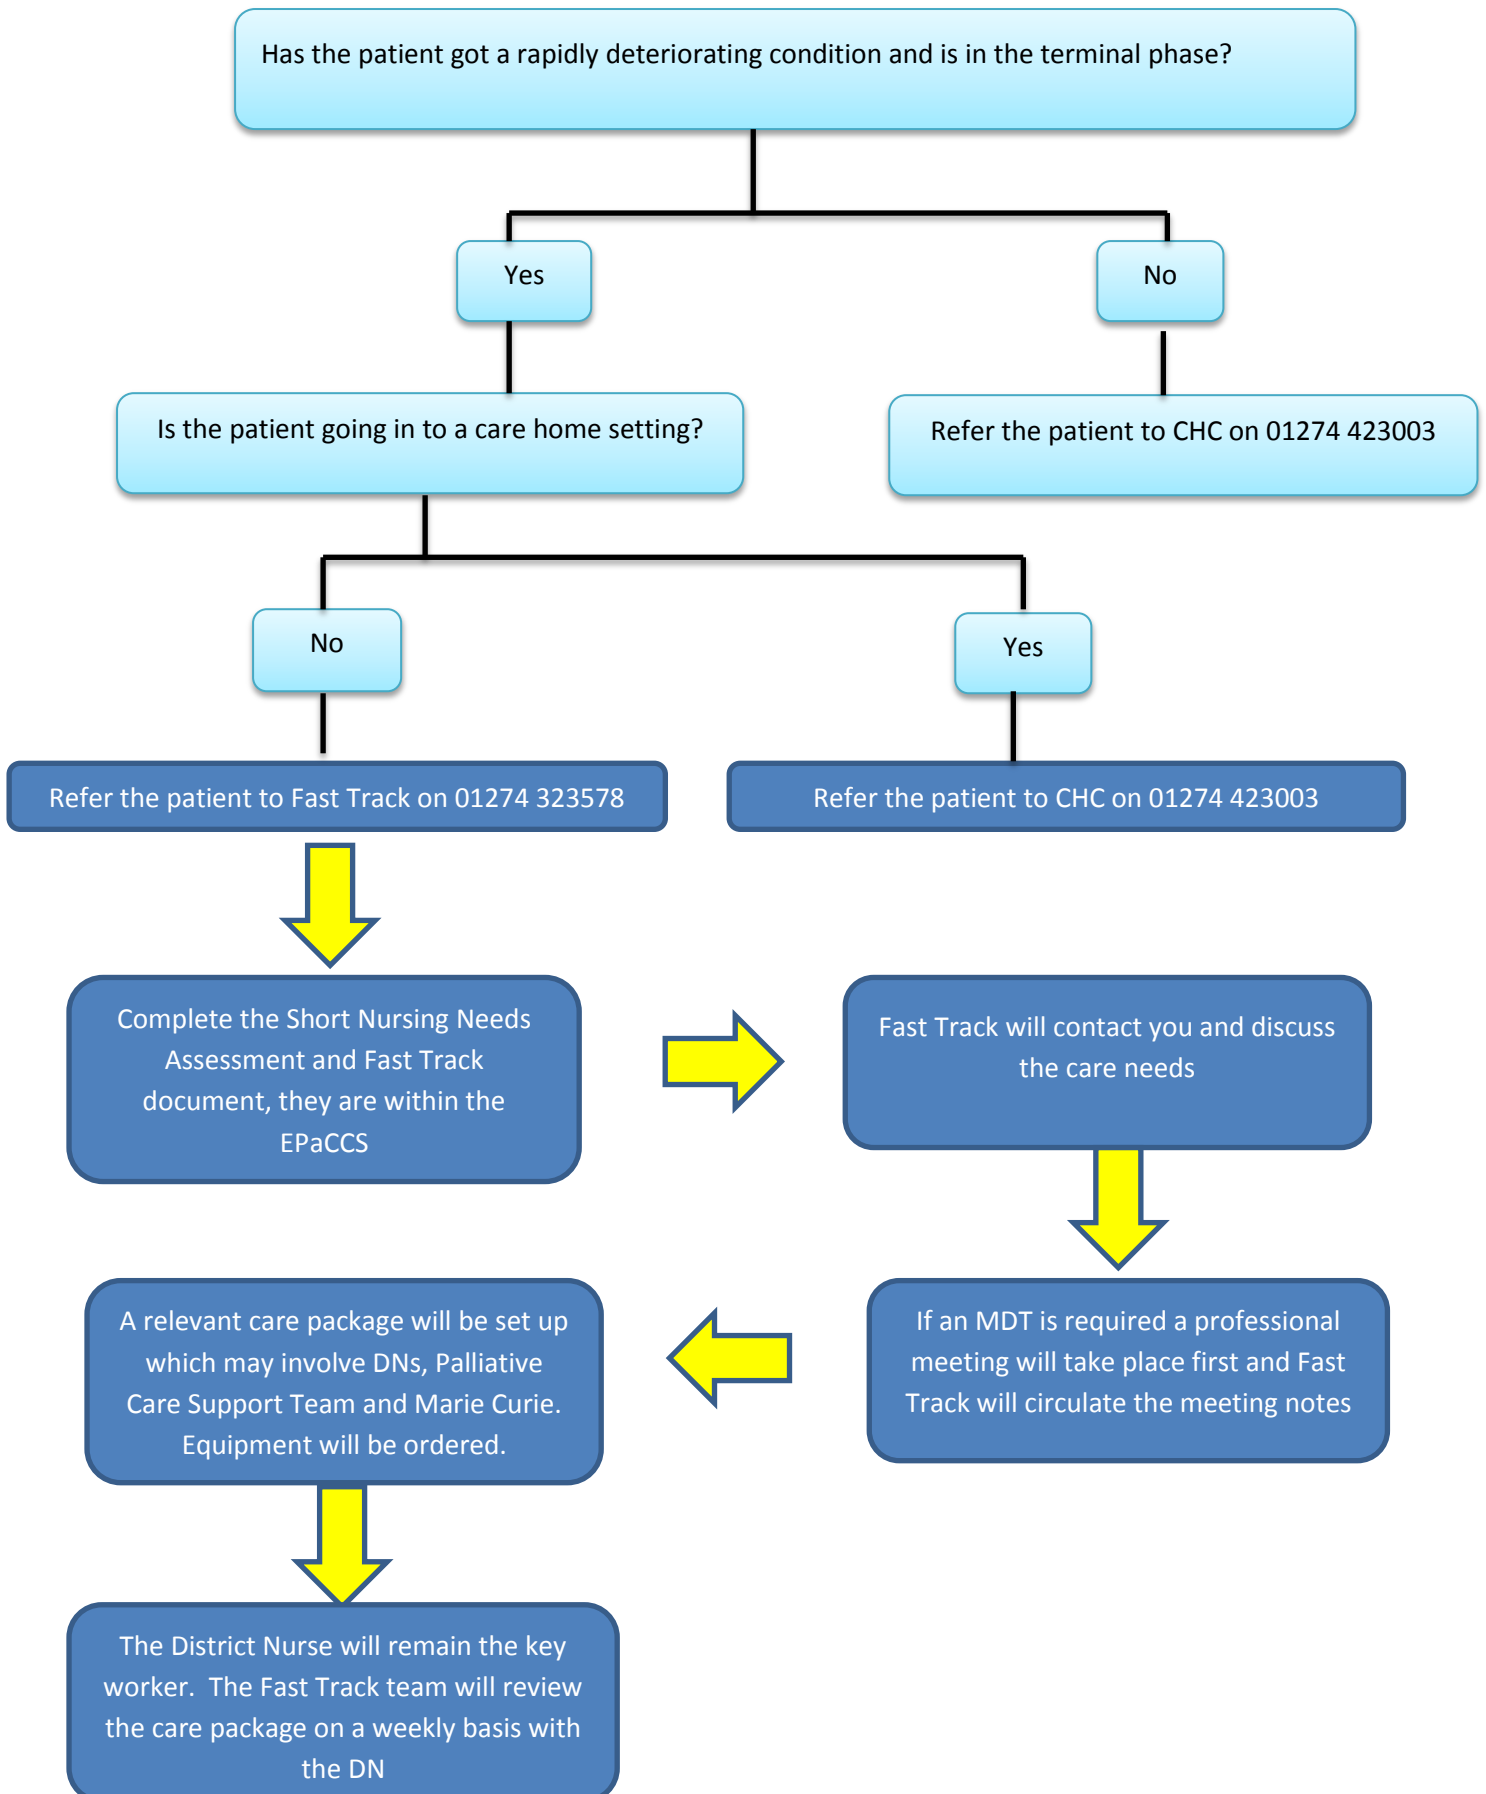 Has the patient got a rapidly deteriorating condition and is in the terminal phase?
Yes
No
Is the patient going in to a care home setting?
Refer the patient to CHC on 01274 423003
No
Yes
Refer the patient to Fast Track on 01274 323578
Refer the patient to CHC on 01274 423003
Complete the Short Nursing Needs
Assessment and Fast Track
document, they are within the
EPaCCS
Fast Track will contact you and discuss
the care needs
If an MDT is required a professional
meeting will take place first and Fast
Track will circulate the meeting notes
A relevant care package will be set up
which may involve DNs, Palliative
Care Support Team and Marie Curie.
Equipment will be ordered.
The District Nurse will remain the key
worker.  The Fast Track team will review
the care package on a weekly basis with
the DN